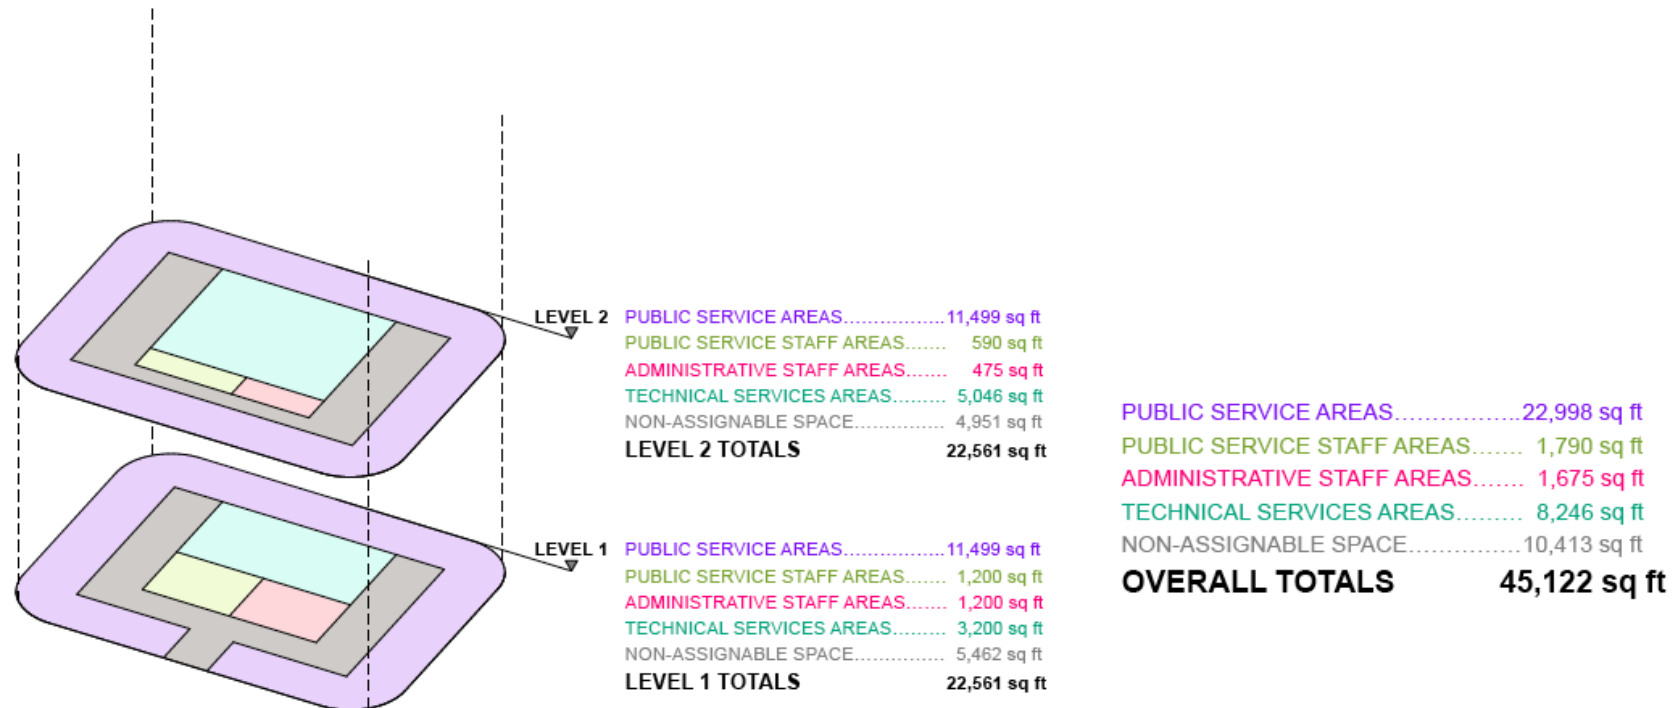 LEVEL 2 PUBLIC SERVICE AREAS.................11,499 sq ft
PUBLIC SERVICE STAFF AREAS....... 590 sq ft
ADMINISTRATIVE STAFF AREAS....... 475 sq ft
TECHNICAL SERVICES AREAS......... 5,046 sq ft
NON-ASSIGNABLE SPACE............... 4,951 sq ft
LEVEL 2 TOTALS 22,561 sq ft
LEVEL 1 PUBLIC SERVICE AREAS.................11,499 sq ft
PUBLIC SERVICE STAFF AREAS....... 1,200 sq ft
ADMINISTRATIVE STAFF AREAS....... 1,200 sq ft
TECHNICAL SERVICES AREAS......... 3,200 sq ft
NON-ASSIGNABLE SPACE............... 5,462 sq ft
LEVEL 1 TOTALS 22,561 sq ft
PUBLIC SERVICE AREAS.................22,998 sq ft
PUBLIC SERVICE STAFF AREAS....... 1,790 sq ft
ADMINISTRATIVE STAFF AREAS....... 1,675 sq ft
TECHNICAL SERVICES AREAS......... 8,246 sq ft
NON-ASSIGNABLE SPACE...............10,413 sq ft
OVERALL TOTALS 45,122 sq ft